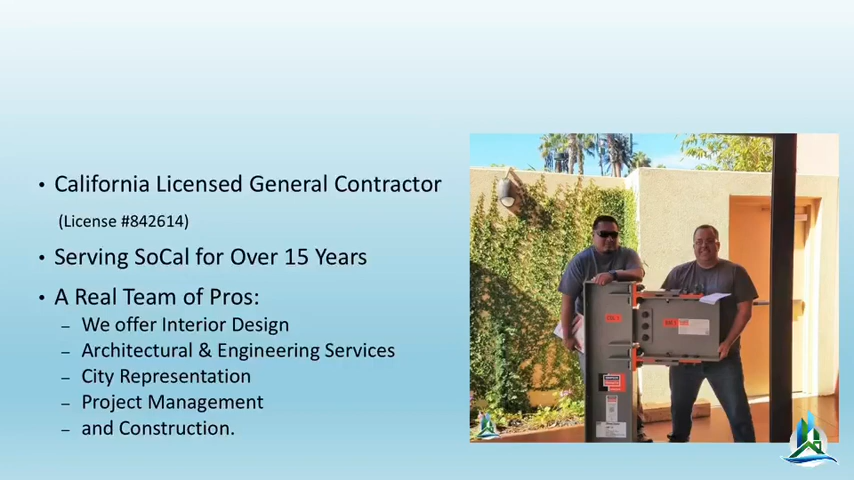 • California Licensed General Contractor
(License #842614)
• Serving SoCal for Over 15 Years
• A Real Team of Pros:
– We offer Interior Design
– Architectural & Engineering Services
– City Representation
– Project Management
– and Construction.